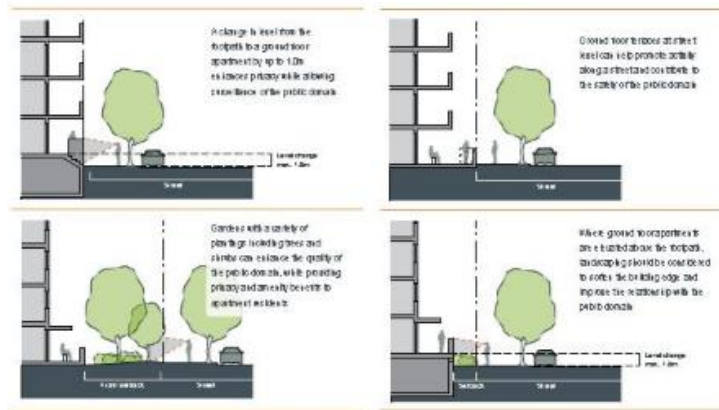 A change in level from the
footpath to a ground floor
apartment by up to 1.0m
enhances privacy while allowing
surveillance of the public domain
Level change
max. 1.0m
Street
Ground floor terraces at street
level can help promote activity
along a street and contribute to
the safety of the public domain
Street
Gardens with a variety of
plantings including trees and
shrubs can enhance the quality of
the public domain, while providing
privacy and amenity benefits to
apartment residents
Street
Where ground floor apartments
are situated above the footpath,
landscaping should be considered
to soften the building edge and
improve the relationship with the
public domain
Level change
max. 1.0m
Setback
Street